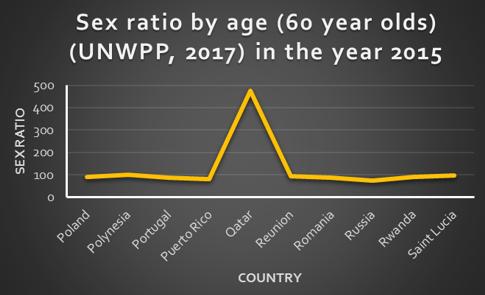 Sex ratio by age (60 year olds)
(UNWPP, 2017) in the year 2015
500
400
300
200
100
0
SEX RATIO
Poland
Polynesia
Portugal
Puerto Rico
Qatar
Reunion
Romania
Russia
Rwanda
Saint Lucia
COUNTRY